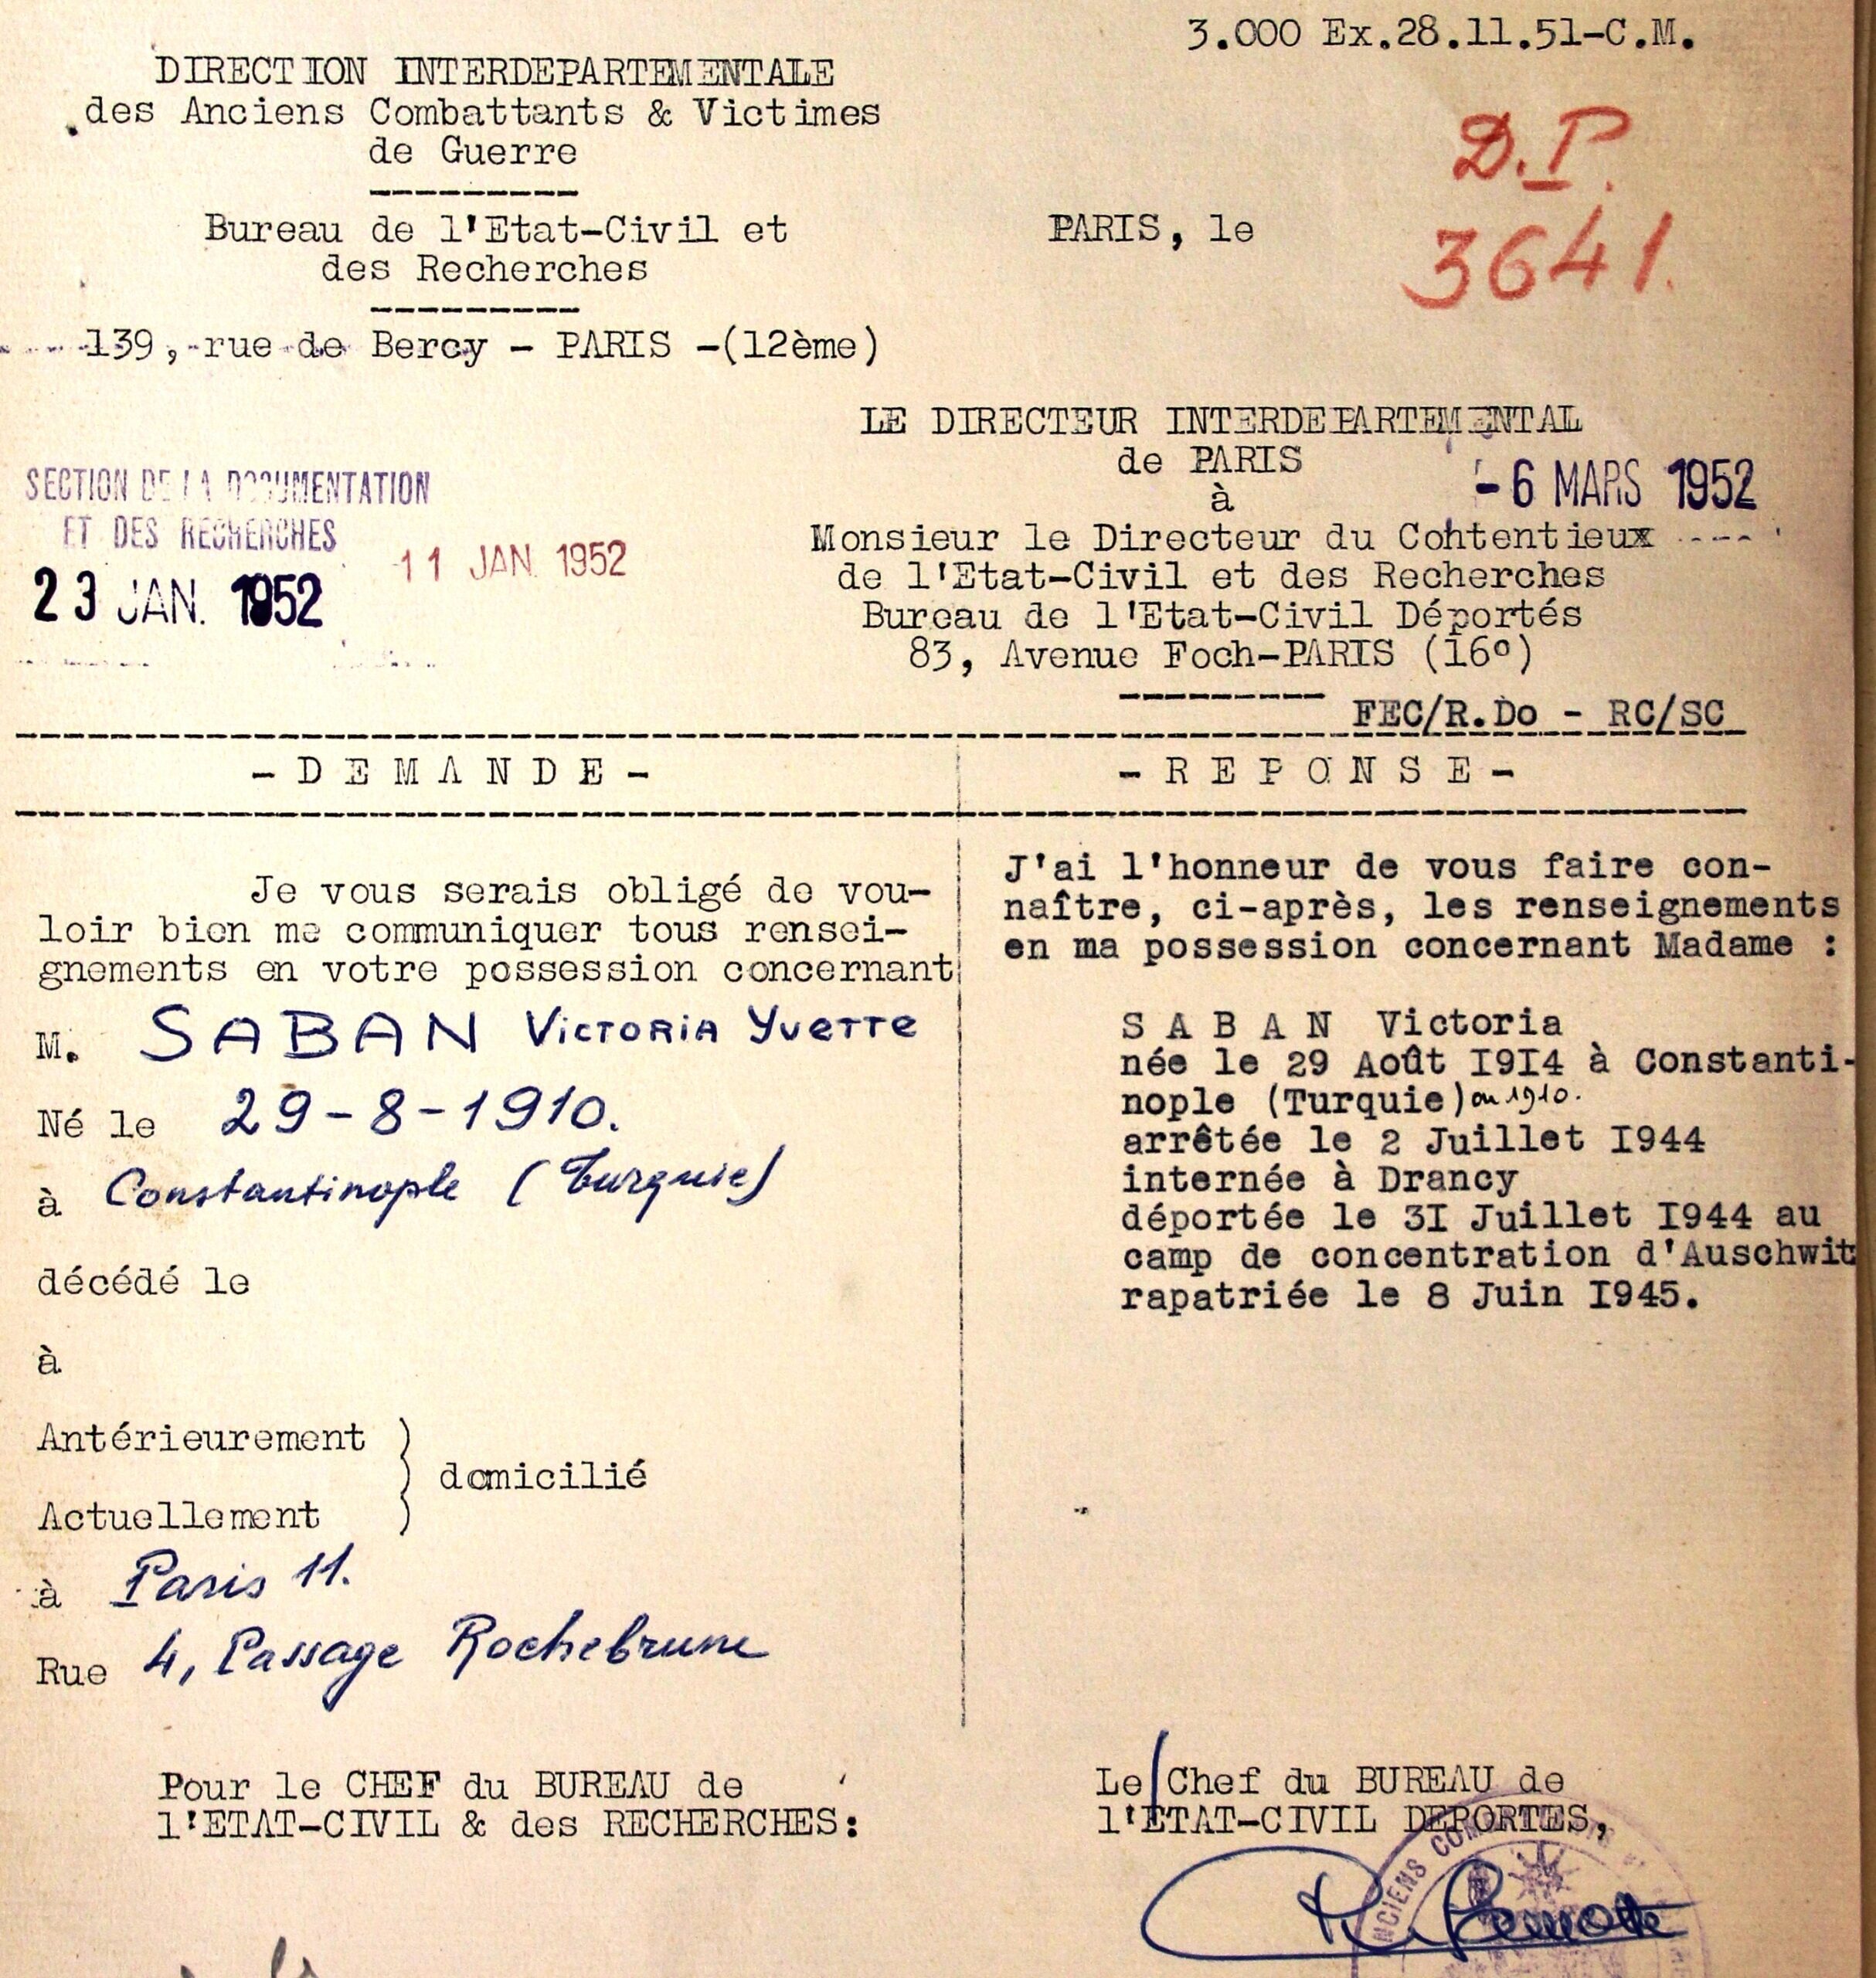 3.000 Ex.28.11.51-C.M.
DIRECTION INTERDEPARTEMENTALE
des Anciens Combattants & Victimes
de Guerre
D.P.
3641.
Bureau de l'Etat-Civil et
des Recherches
PARIS, le
139, rue de Bercy - PARIS -(12ème)
LE DIRECTEUR INTERDEPARTEMENTAL
de PARIS
à
- 6 MARS 1952
Monsieur le Directeur du Contentieux
de l'Etat-Civil et des Recherches
Bureau de l'Etat-Civil Déportés
83, Avenue Foch-PARIS (16°)
SECTION DE LA DOCUMENTATION
ET DES RECHERCHES
23 JAN. 1952
11 JAN. 1952
FEC/R.Do - RC/SC
- D E M A N D E -
Je vous serais obligé de vou-
loir bien me communiquer tous rensei-
gnements en votre possession concernant
M. SABAN Victoria Yvette
Né le 29-8-1910.
à Constantinople (Turquie)
décédé le
à
Antérieurement
Actuellement
domicilié
à Paris 11.
Rue 4, Passage Rochebrune
Pour le CHEF du BUREAU de
l'ETAT-CIVIL & des RECHERCHES:
- R E P O N S E -
J'ai l'honneur de vous faire con-
naître, ci-après, les renseignements
en ma possession concernant Madame :
S A B A N Victoria
née le 29 Août I9I4 à Constanti-
nople (Turquie) ou 1910.
arrêtée le 2 Juillet I944
internée à Drancy
déportée le 3I Juillet I944 au
camp de concentration d'Auschwit
rapatriée le 8 Juin I945.
Le Chef du BUREAU de
l'ETAT-CIVIL DEPORTES,